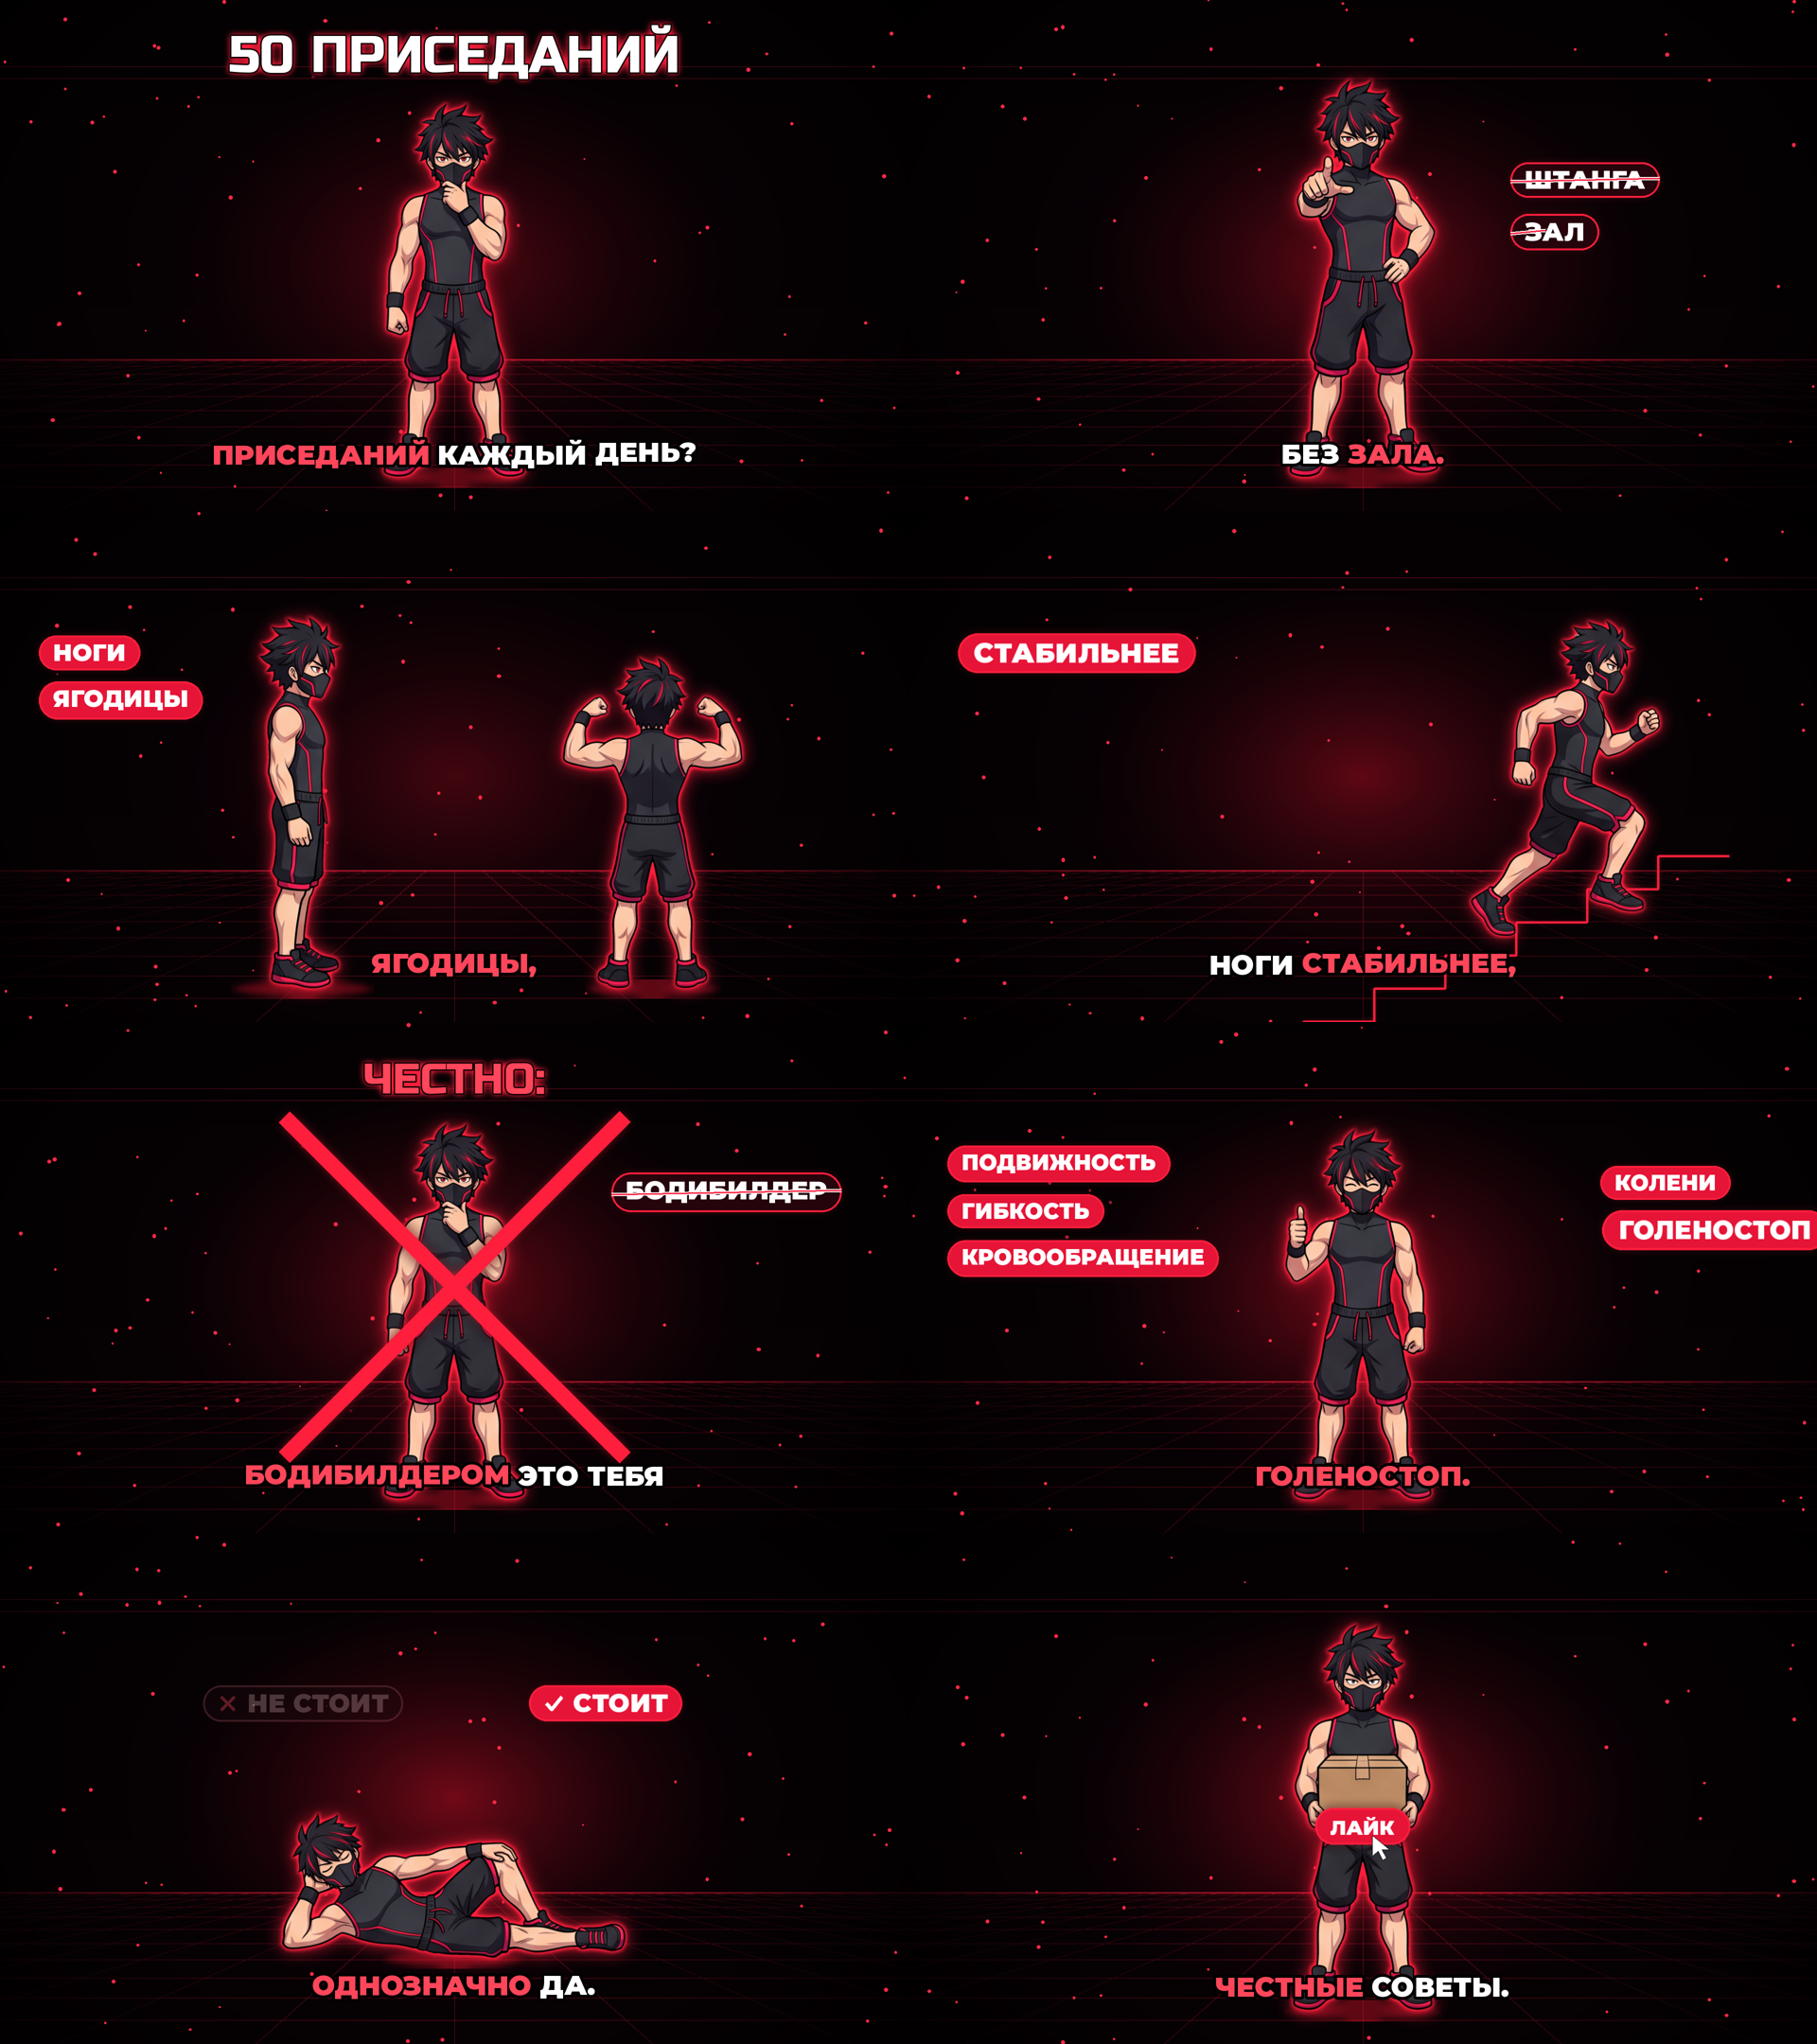 50 ПРИСЕДАНИЙ
ПРИСЕДАНИЙ КАЖДЫЙ ДЕНЬ?
ШТАНГА
ЗАЛ
БЕЗ ЗАЛА.
НОГИ
ЯГОДИЦЫ
ЯГОДИЦЫ,
СТАБИЛЬНЕЕ
НОГИ СТАБИЛЬНЕЕ,
ЧЕСТНО:
БОДИБИЛДЕР
БОДИБИЛДЕРОМ ЭТО ТЕБЯ
ПОДВИЖНОСТЬ
ГИБКОСТЬ
КРОВООБРАЩЕНИЕ
КОЛЕНИ
ГОЛЕНОСТОП
ГОЛЕНОСТОП.
НЕ СТОИТ
СТОИТ
ОДНОЗНАЧНО ДА.
ЛАЙК
ЧЕСТНЫЕ СОВЕТЫ.